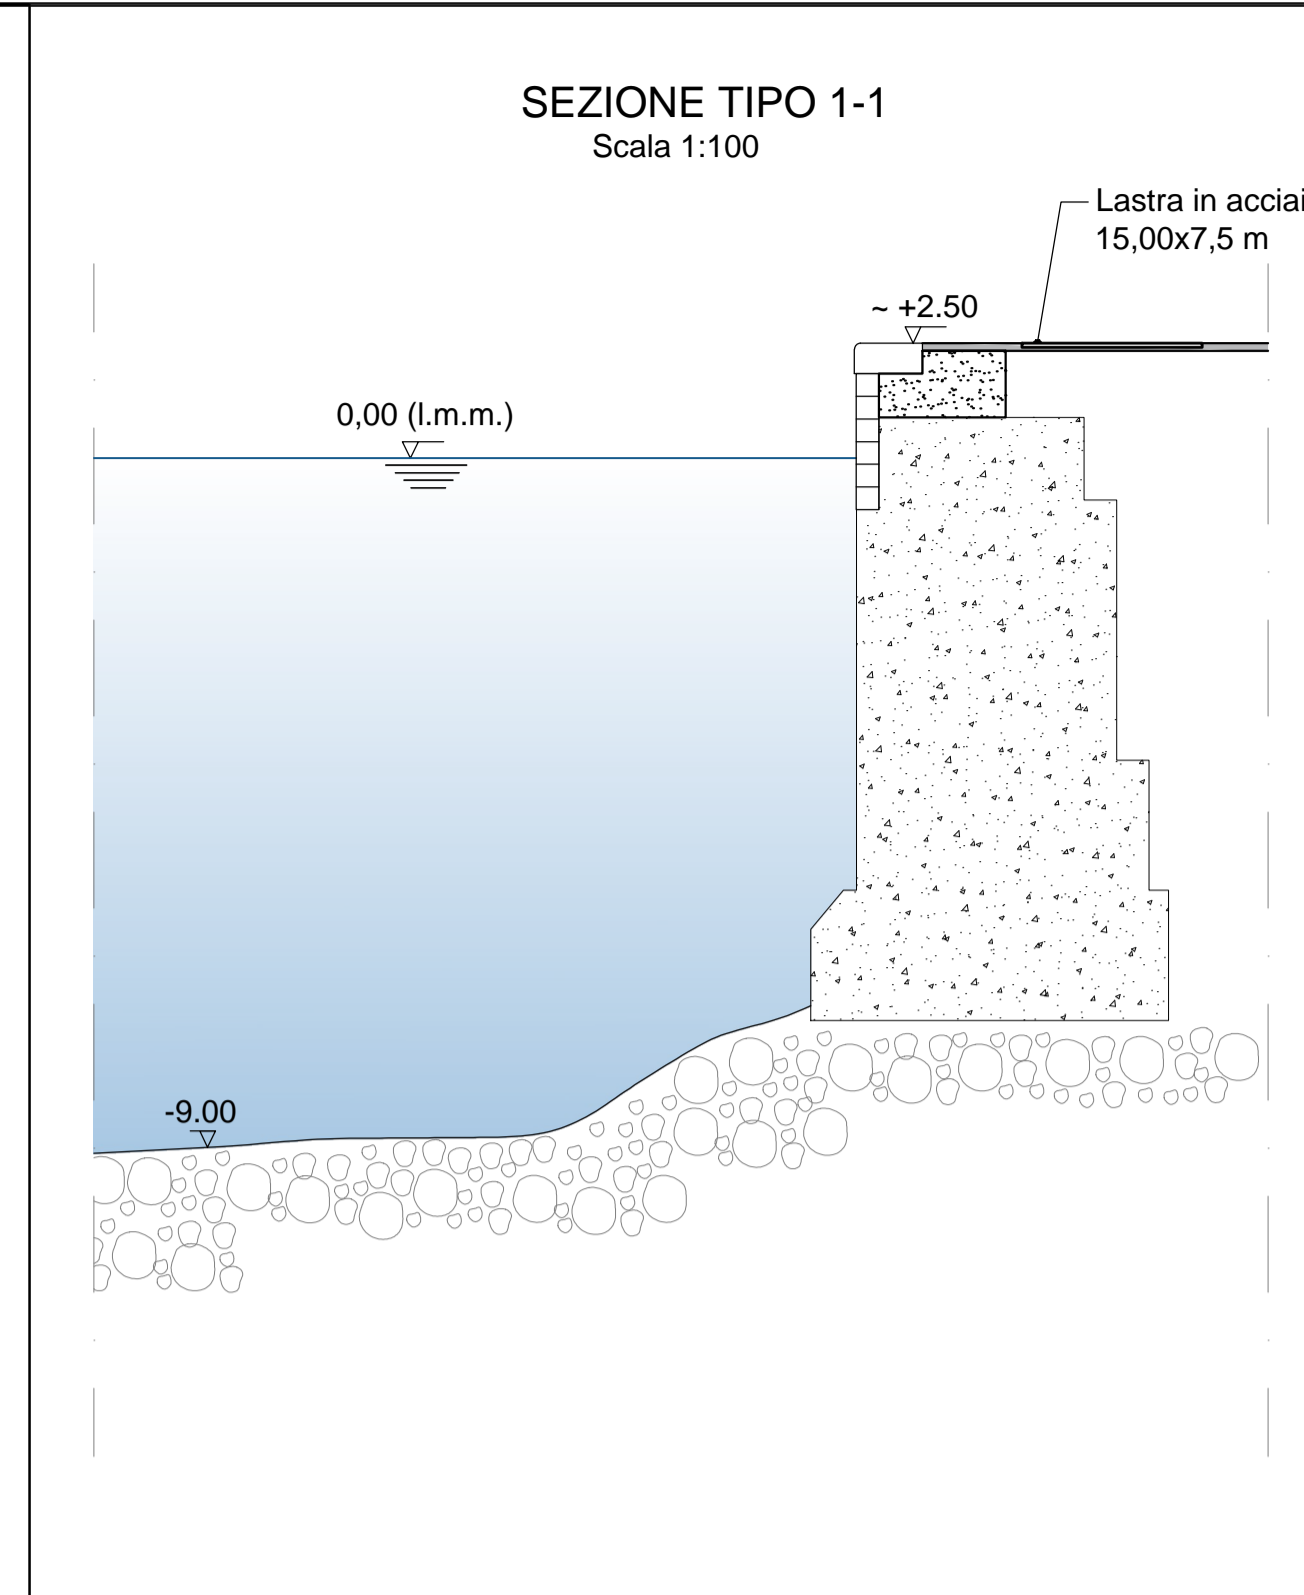 SEZIONE TIPO 1-1
Scala 1:100
Lastra in acciai
15,00x7,5 m
~ +2.50
0,00 (l.m.m.)
-9.00